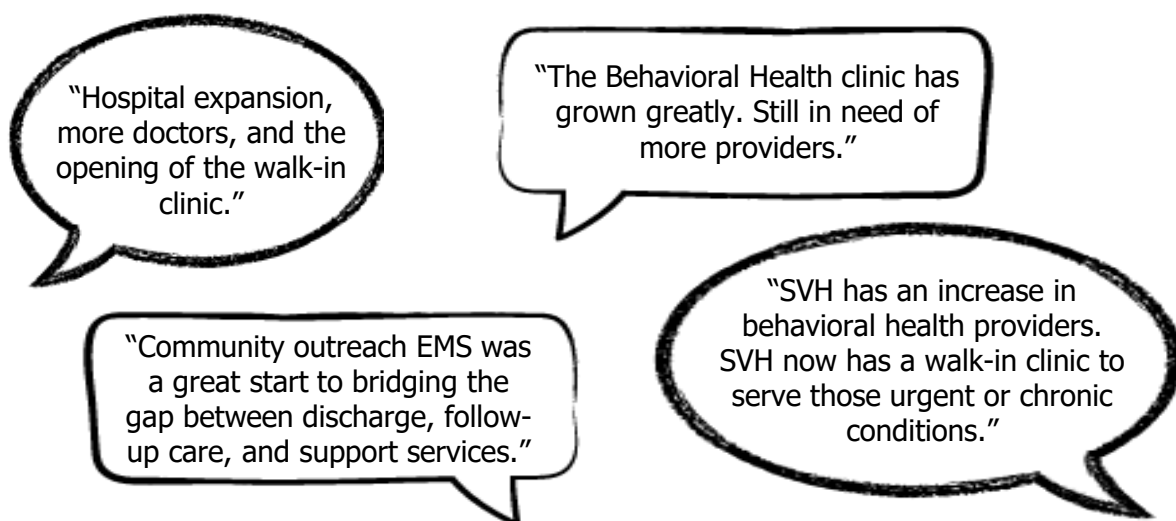 “Hospital expansion,
more doctors, and the
opening of the walk-in
clinic.”
“The Behavioral Health clinic has
grown greatly. Still in need of
more providers.”
“Community outreach EMS was
a great start to bridging the
gap between discharge, follow-
up care, and support services.”
“SVH has an increase in
behavioral health providers.
SVH now has a walk-in clinic to
serve those urgent or chronic
conditions.”